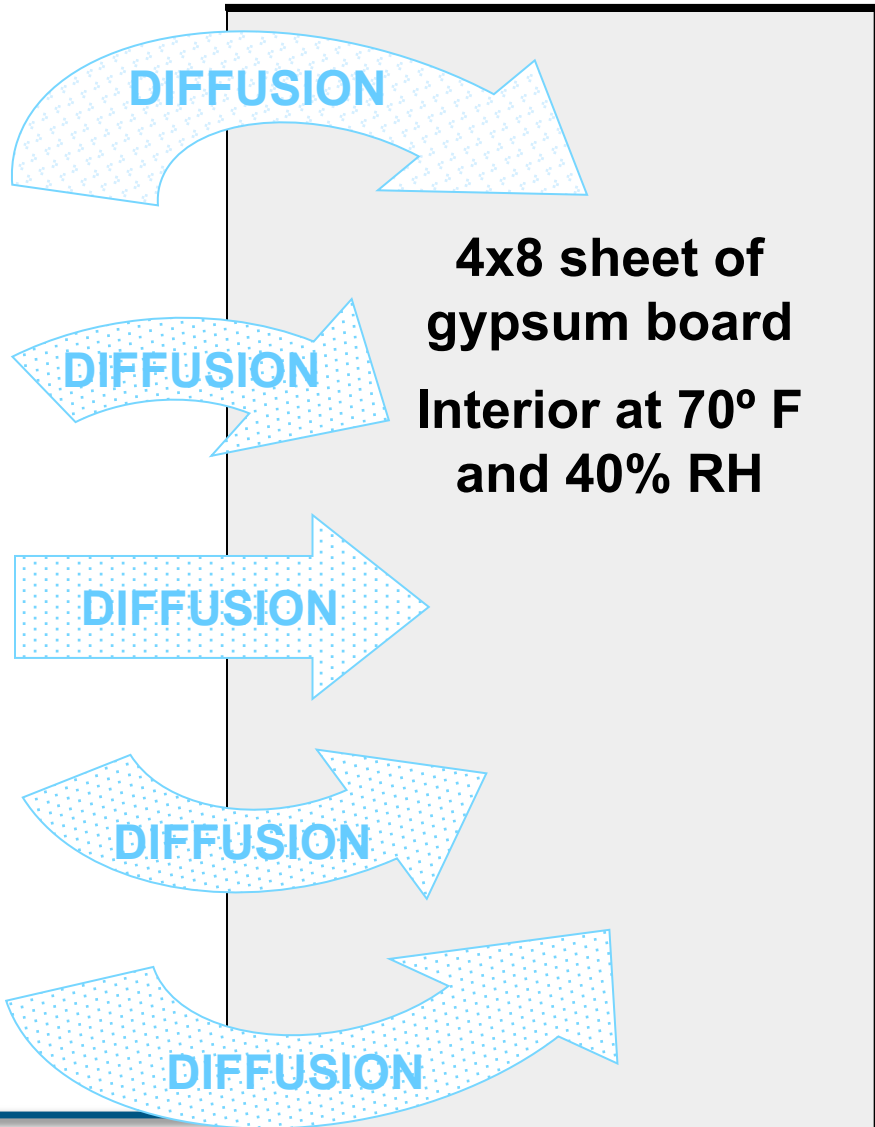 DIFFUSION
4x8 sheet of
gypsum board
DIFFUSION
Interior at 70º F
and 40% RH
DIFFUSION
DIFFUSION
DIFFUSION